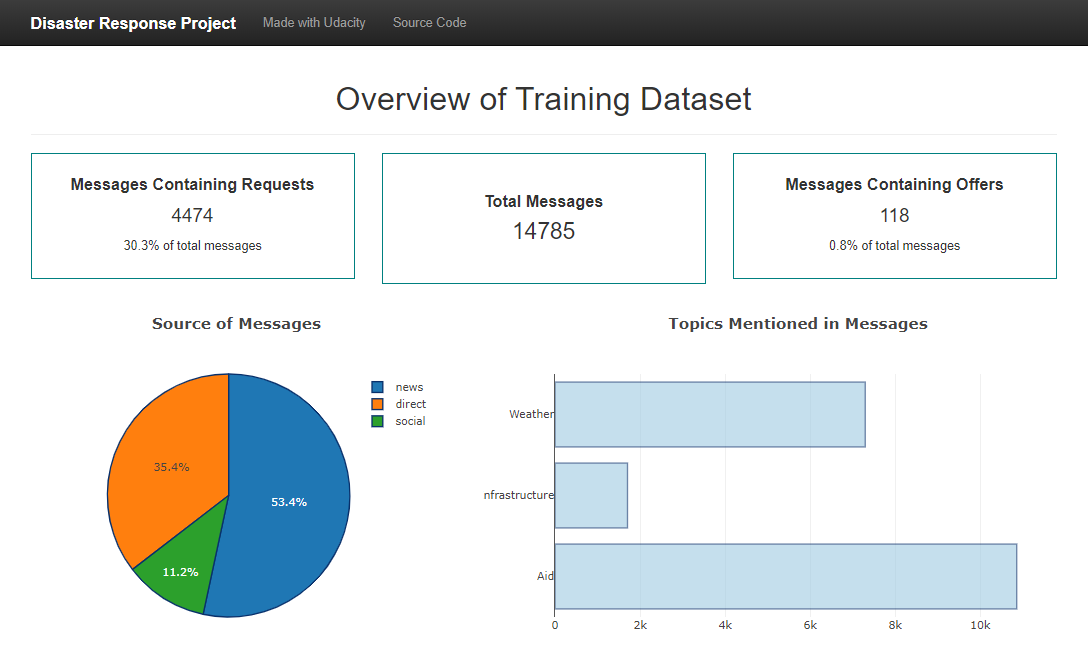 Disaster Response Project Made with Udacity Source Code
Overview of Training Dataset
Messages Containing Requests
4474
30.3% of total messages
Total Messages
14785
Messages Containing Offers
118
0.8% of total messages
Source of Messages
news
direct
social
35.4%
53.4%
11.2%
Topics Mentioned in Messages
Weather
nfrastructure
Aid
0 2k 4k 6k 8k 10k